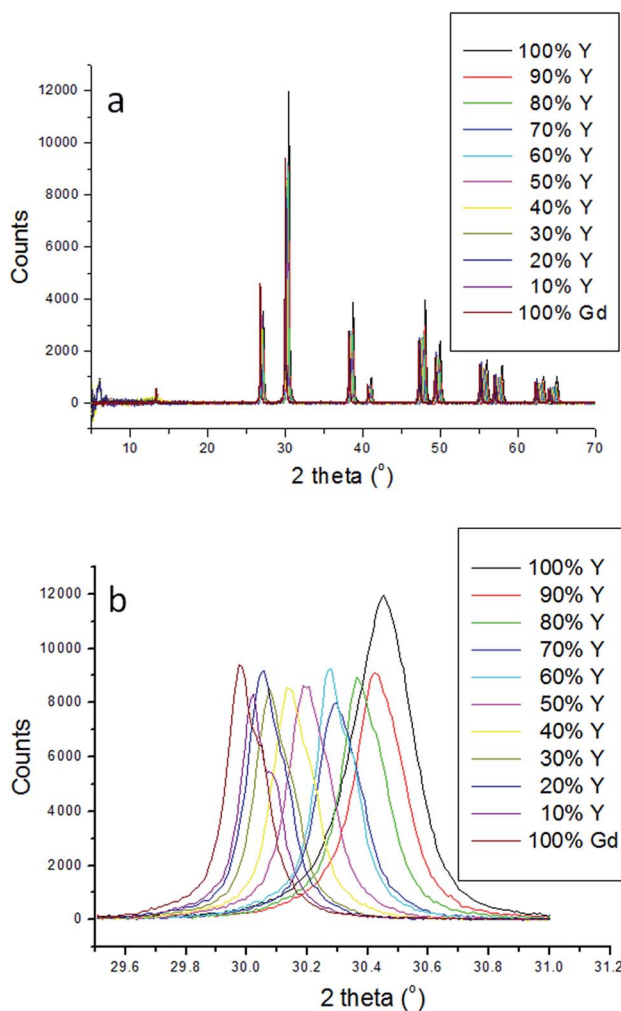 a
12000
10000
8000
6000
4000
2000
0
Counts
10 20 30 40 50 60 70
2 theta (°)
100% Y
90% Y
80% Y
70% Y
60% Y
50% Y
40% Y
30% Y
20% Y
10% Y
100% Gd
b
12000
10000
8000
6000
4000
2000
0
Counts
29.6 29.8 30.0 30.2 30.4 30.6 30.8 31.0 31.2
2 theta (°)
100% Y
90% Y
80% Y
70% Y
60% Y
50% Y
40% Y
30% Y
20% Y
10% Y
100% Gd